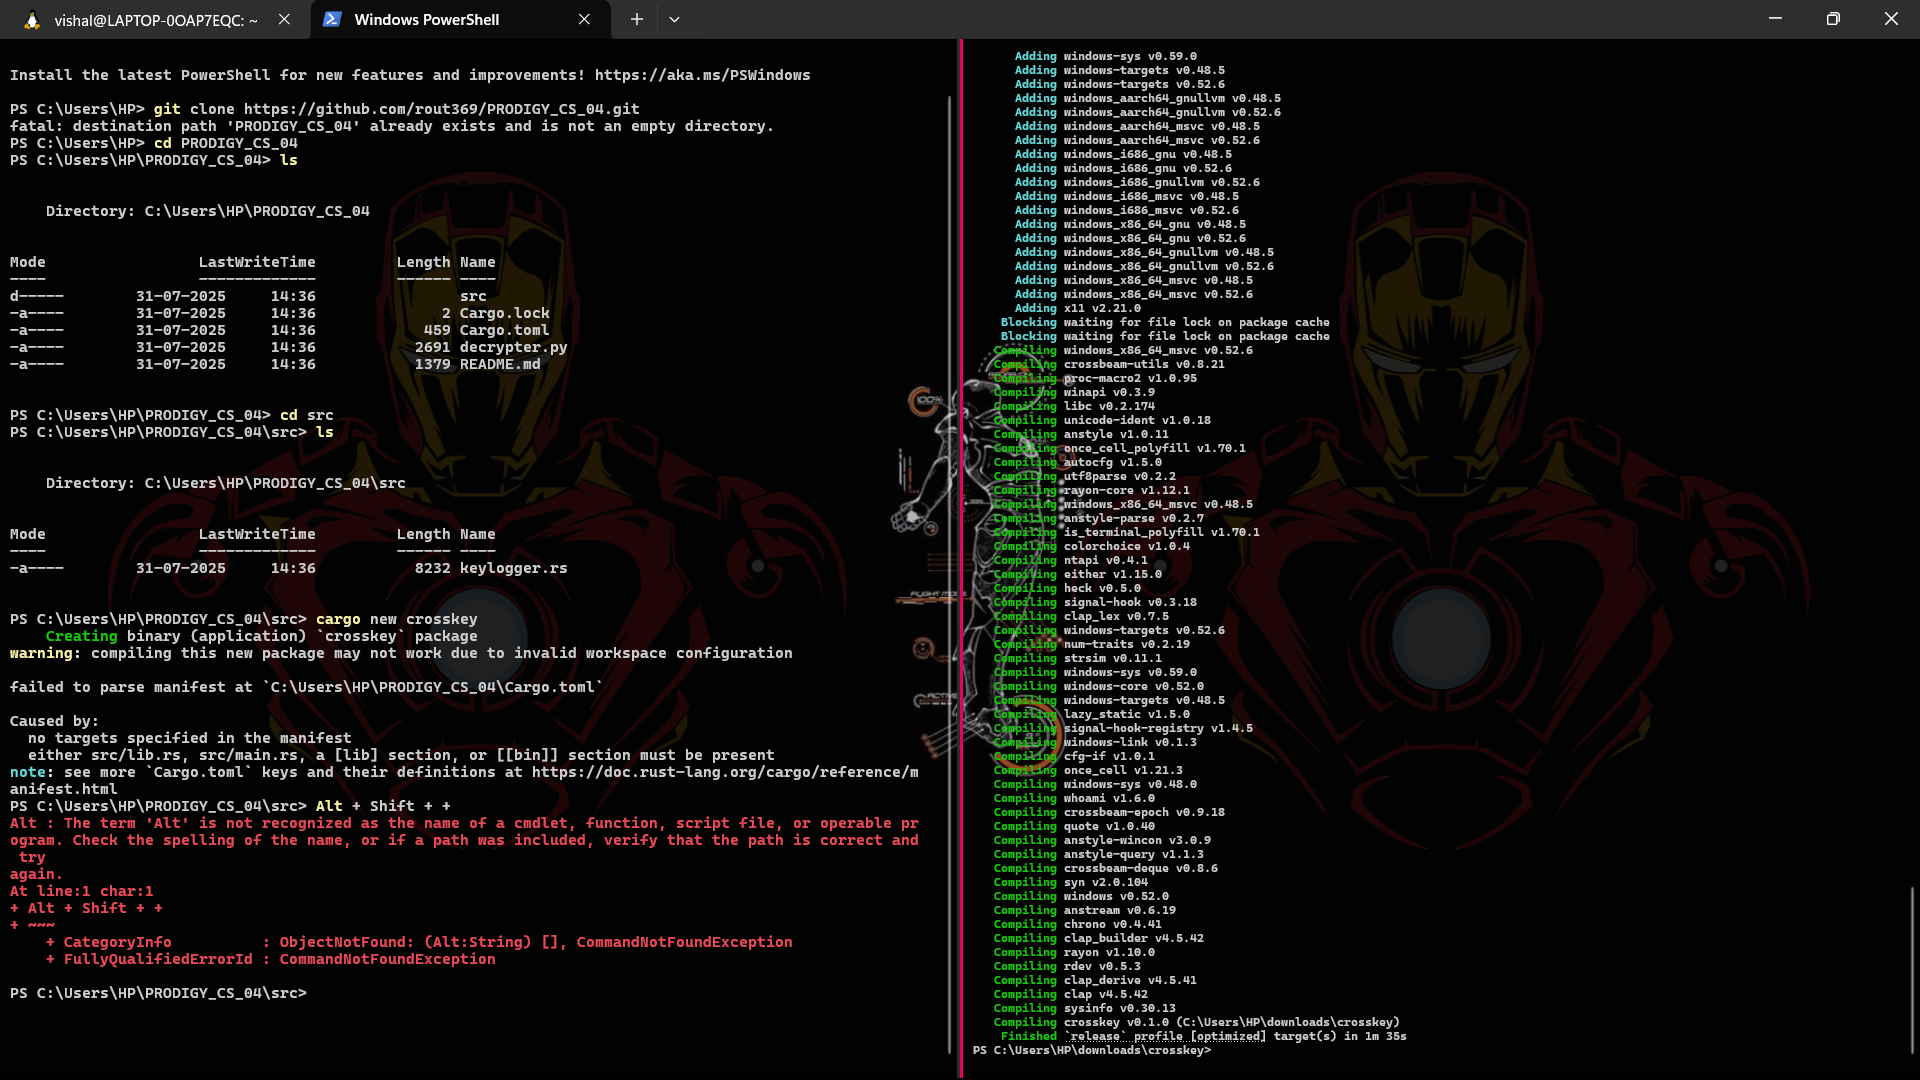 vishal@LAPTOP-0OAP7EQC: ~
Windows PowerShell
Install the latest PowerShell for new features and improvements! https://aka.ms/PSWindows
PS C:\Users\HP> git clone https://github.com/rout369/PRODIGY_CS_04.git
fatal: destination path 'PRODIGY_CS_04' already exists and is not an empty directory.
PS C:\Users\HP> cd PRODIGY_CS_04
PS C:\Users\HP\PRODIGY_CS_04> ls
Directory: C:\Users\HP\PRODIGY_CS_04
Mode LastWriteTime Length Name
---- ------------- ------ ----
d----- 31-07-2025 14:36 src
-a---- 31-07-2025 14:36 2 Cargo.lock
-a---- 31-07-2025 14:36 459 Cargo.toml
-a---- 31-07-2025 14:36 2691 decrypter.py
-a---- 31-07-2025 14:36 1379 README.md
PS C:\Users\HP\PRODIGY_CS_04> cd src
PS C:\Users\HP\PRODIGY_CS_04\src> ls
Directory: C:\Users\HP\PRODIGY_CS_04\src
Mode LastWriteTime Length Name
---- ------------- ------ ----
-a---- 31-07-2025 14:36 8232 keylogger.rs
PS C:\Users\HP\PRODIGY_CS_04\src> cargo new crosskey
Creating binary (application) `crosskey` package
warning: compiling this new package may not work due to invalid workspace configuration
failed to parse manifest at `C:\Users\HP\PRODIGY_CS_04\Cargo.toml`
Caused by:
no targets specified in the manifest
either src/lib.rs, src/main.rs, a [lib] section, or [[bin]] section must be present
note: see more `Cargo.toml` keys and their definitions at https://doc.rust-lang.org/cargo/reference/m
anifest.html
PS C:\Users\HP\PRODIGY_CS_04\src> Alt + Shift + +
Alt : The term 'Alt' is not recognized as the name of a cmdlet, function, script file, or operable pr
ogram. Check the spelling of the name, or if a path was included, verify that the path is correct and
try
again.
At line:1 char:1
+ Alt + Shift + +
+ ~~~
+ CategoryInfo : ObjectNotFound: (Alt:String) [], CommandNotFoundException
+ FullyQualifiedErrorId : CommandNotFoundException
PS C:\Users\HP\PRODIGY_CS_04\src>
Adding windows-sys v0.59.0
Adding windows-targets v0.48.5
Adding windows-targets v0.52.6
Adding windows_aarch64_gnullvm v0.48.5
Adding windows_aarch64_gnullvm v0.52.6
Adding windows_aarch64_msvc v0.48.5
Adding windows_aarch64_msvc v0.52.6
Adding windows_i686_gnu v0.48.5
Adding windows_i686_gnu v0.52.6
Adding windows_i686_gnullvm v0.52.6
Adding windows_i686_msvc v0.48.5
Adding windows_i686_msvc v0.52.6
Adding windows_x86_64_gnu v0.48.5
Adding windows_x86_64_gnu v0.52.6
Adding windows_x86_64_gnullvm v0.48.5
Adding windows_x86_64_gnullvm v0.52.6
Adding windows_x86_64_msvc v0.48.5
Adding windows_x86_64_msvc v0.52.6
Adding x11 v2.21.0
Blocking waiting for file lock on package cache
Blocking waiting for file lock on package cache
Compiling windows_x86_64_msvc v0.52.6
Compiling crossbeam-utils v0.8.21
Compiling proc-macro2 v1.0.95
Compiling winapi v0.3.9
Compiling libc v0.2.174
Compiling unicode-ident v1.0.18
Compiling anstyle v1.0.11
Compiling once_cell_polyfill v1.70.1
Compiling autocfg v1.5.0
Compiling utf8parse v0.2.2
Compiling rayon-core v1.12.1
Compiling windows_x86_64_msvc v0.48.5
Compiling anstyle-parse v0.2.7
Compiling is_terminal_polyfill v1.70.1
Compiling colorchoice v1.0.4
Compiling ntapi v0.4.1
Compiling either v1.15.0
Compiling heck v0.5.0
Compiling signal-hook v0.3.18
Compiling clap_lex v0.7.5
Compiling windows-targets v0.52.6
Compiling num-traits v0.2.19
Compiling strsim v0.11.1
Compiling windows-sys v0.59.0
Compiling windows-core v0.52.0
Compiling windows-targets v0.48.5
Compiling lazy_static v1.5.0
Compiling signal-hook-registry v1.4.5
Compiling windows-link v0.1.3
Compiling cfg-if v1.0.1
Compiling once_cell v1.21.3
Compiling windows-sys v0.48.0
Compiling whoami v1.6.0
Compiling crossbeam-epoch v0.9.18
Compiling quote v1.0.40
Compiling anstyle-wincon v3.0.9
Compiling anstyle-query v1.1.3
Compiling crossbeam-deque v0.8.6
Compiling syn v2.0.104
Compiling windows v0.52.0
Compiling anstream v0.6.19
Compiling chrono v0.4.41
Compiling clap_builder v4.5.42
Compiling rayon v1.10.0
Compiling rdev v0.5.3
Compiling clap_derive v4.5.41
Compiling clap v4.5.42
Compiling sysinfo v0.30.13
Compiling crosskey v0.1.0 (C:\Users\HP\downloads\crosskey)
Finished `release` profile [optimized] target(s) in 1m 35s
PS C:\Users\HP\downloads\crosskey>
100%